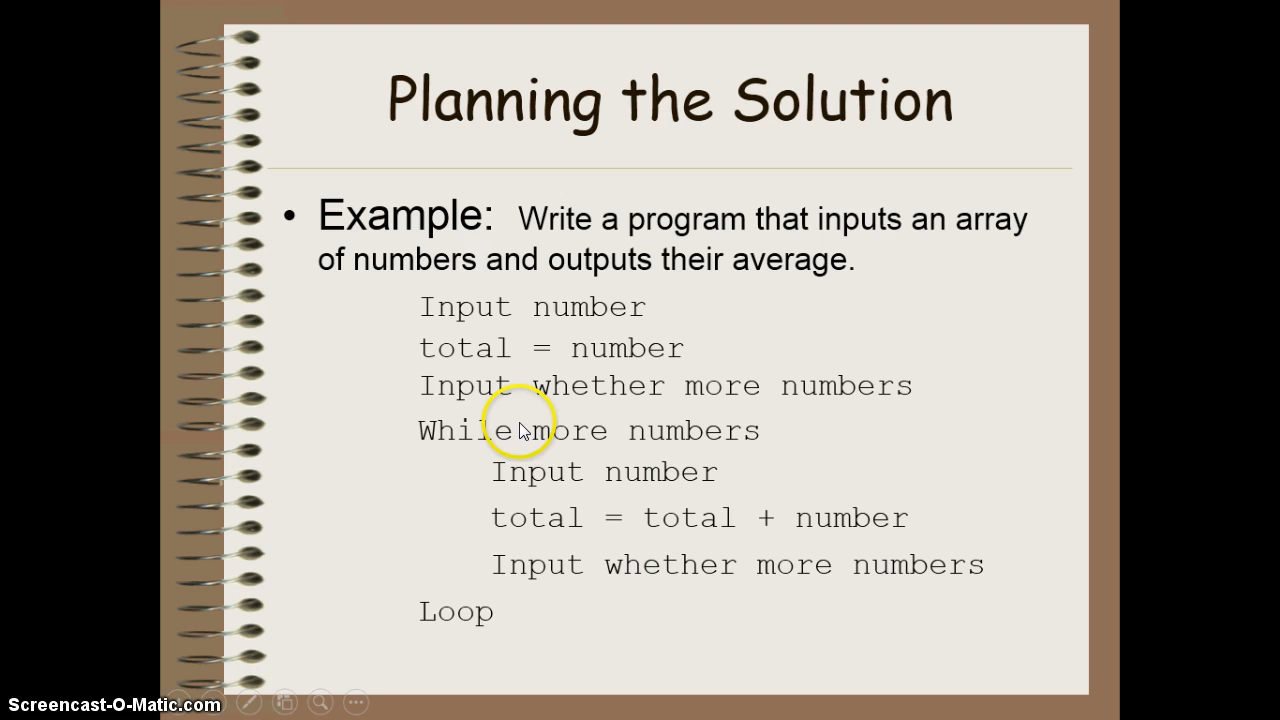 Planning the Solution
• Example: Write a program that inputs an array
of numbers and outputs their average.
Input number
total = number
Input whether more numbers
While more numbers
Input number
total = total + number
Input whether more numbers
Loop
Screencast-O-Matic.com